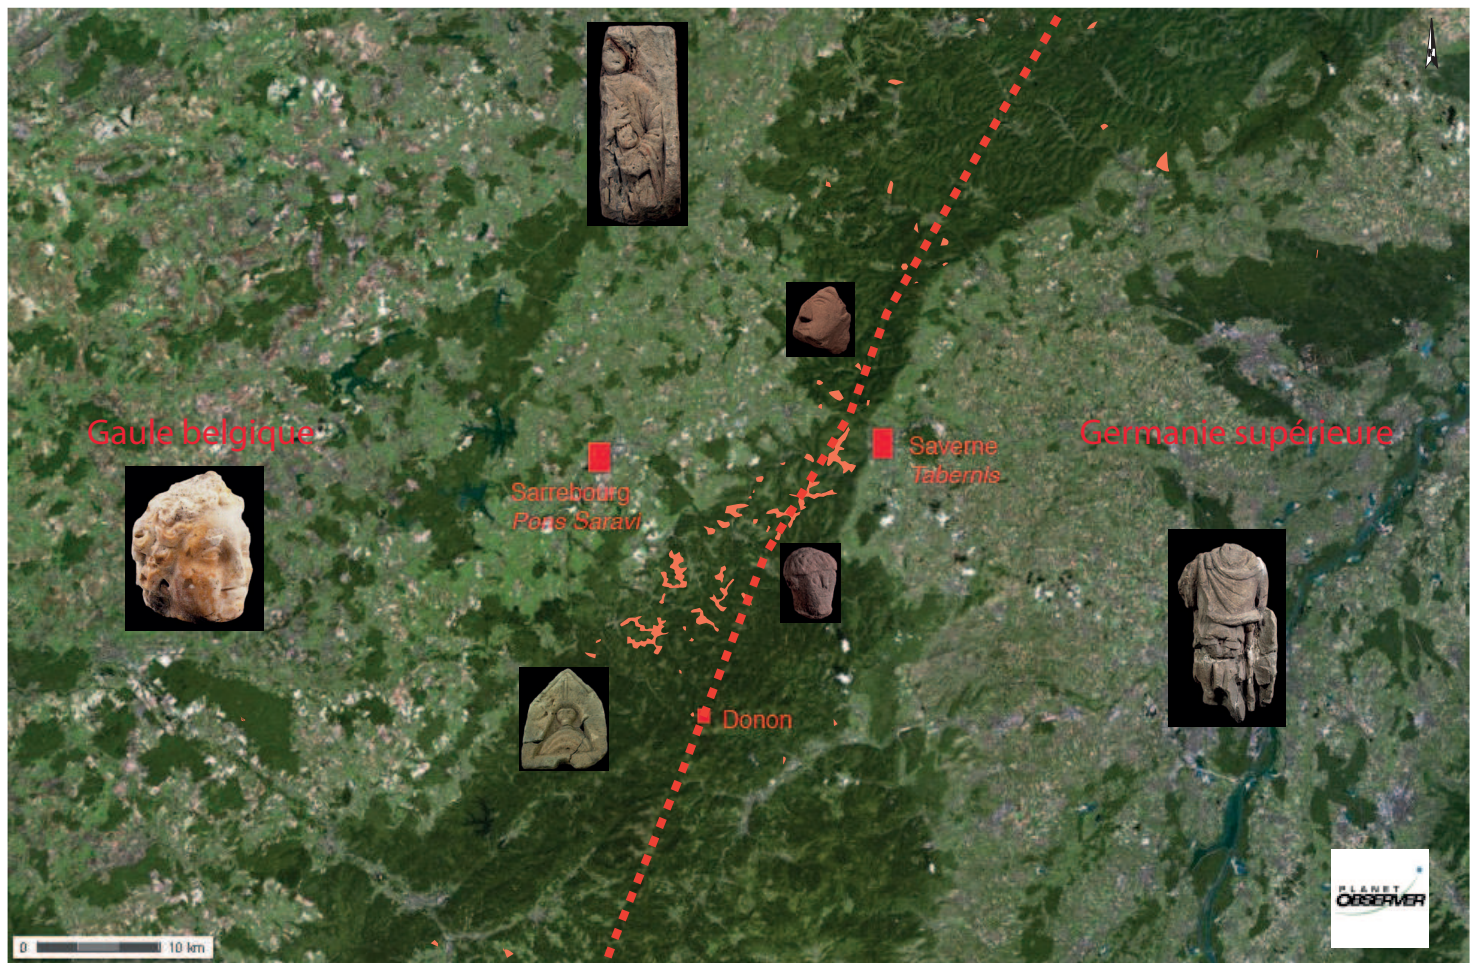 Gaule belgique
Germanie supérieure
Saverne
Tabernis
Sarrebourg
Pons Saravi
Donon
PLANET
OBSERVER
0 10 km